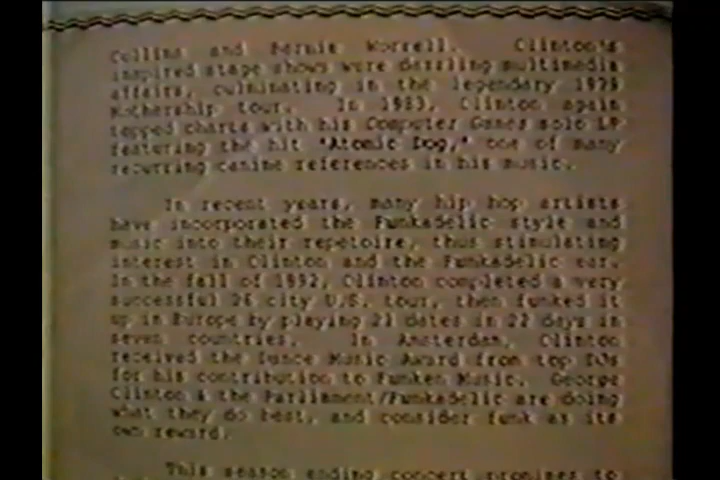 Collins and Bernie Worrell. Clinton's
inspired stage shows were dazzling multimedia
affairs, culminating in the legendary 1979
Mothership tour. In 1983, Clinton again
topped charts with his Computer Games solo LP
featuring the hit "Atomic Dog," one of many
recurring canine references in his music.
In recent years, many hip hop artists
have incorporated the Funkadelic style and
music into their repetoire, thus stimulating
interest in Clinton and the Funkadelic ear.
In the fall of 1992, Clinton completed a very
successful 26 city U.S. tour, then funked it
up in Europe by playing 21 dates in 22 days in
seven countries. In Amsterdam, Clinton
received the Dance Music Award from top DJs
for his contribution to Funken Music. George
Clinton & the Parliament/Funkadelic are doing
what they do best, and consider funk as its
own reward.
This season ending concert promises to